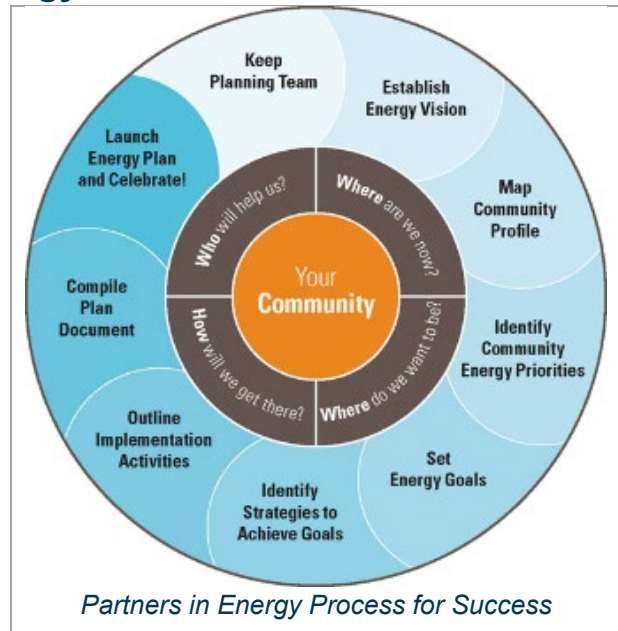 Keep
Planning Team
Establish
Energy Vision
Map
Community
Profile
Identify
Community
Energy Priorities
Set
Energy Goals
Identify
Strategies to
Achieve Goals
Outline
Implementation
Activities
Compile
Plan
Document
Launch
Energy Plan
and Celebrate!
Who will help us?
Where are we now?
Where do we want to be?
How will we get there?
Your
Community
Partners in Energy Process for Success